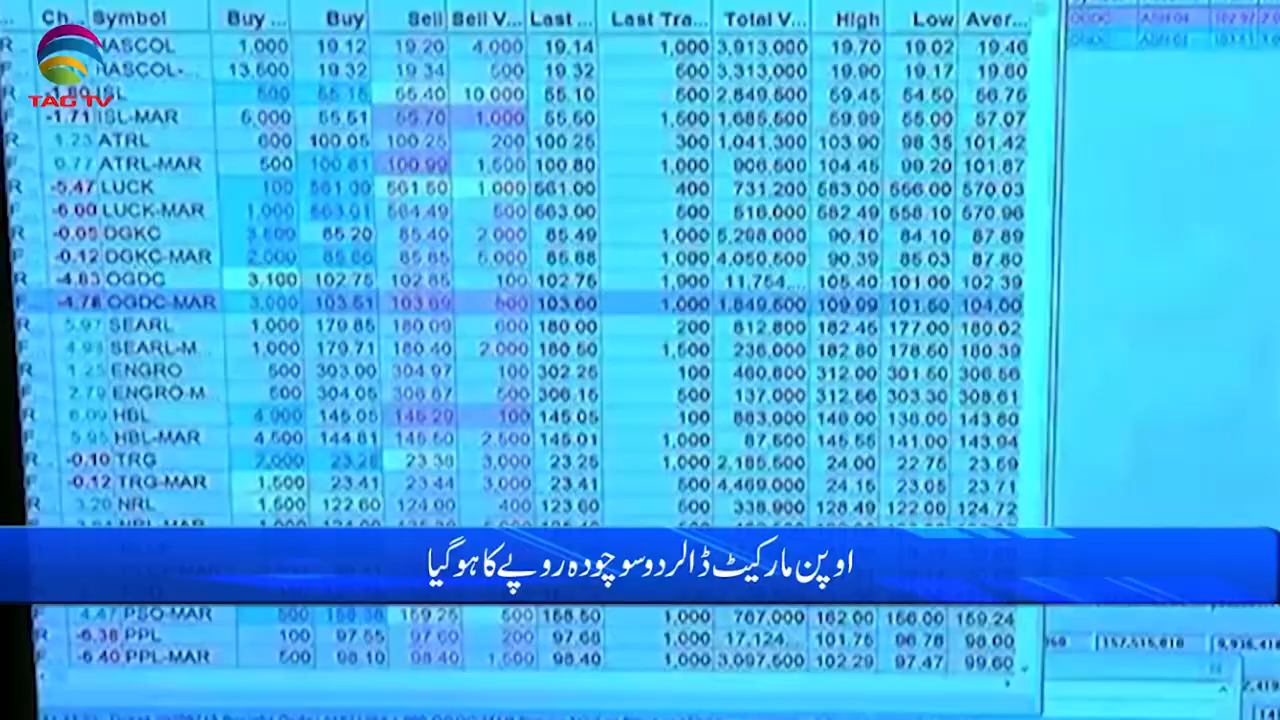 Ch... Symbol Buy ... Buy Sell Sell V... Last ... Last Tra... Total V... High Low Aver...
R HASCOL 1,000 19.12 19.20 4,000 19.14 1,000 3,913,000 19.70 19.02 19.40
F HASCOL-... 13,500 19.32 19.34 500 19.32 500 3,313,000 19.90 19.17 19.60
TAG TV
R ISL 500 55.15 55.40 10,000 55.10 500 2,849,500 59.45 54.50 56.75
F -1.71 ISL-MAR 5,000 55.51 55.70 1,000 55.50 1,500 1,685,500 59.99 55.00 57.07
R 1.23 ATRL 600 100.05 100.25 200 100.25 300 1,041,300 103.90 98.35 101.42
F 0.77 ATRL-MAR 500 100.81 100.99 1,500 100.80 1,000 906,500 104.45 99.20 101.87
R -5.47 LUCK 100 561.00 561.50 1,000 561.00 400 731,200 583.00 556.00 570.03
F -6.00 LUCK-MAR 1,000 563.01 564.49 500 563.00 500 516,000 582.49 558.10 570.96
R -0.05 DGKC 3,500 85.20 85.40 2,000 85.49 1,000 5,298,000 90.10 84.10 87.89
F -0.12 DGKC-MAR 2,000 85.66 85.85 5,000 85.88 1,000 4,050,500 90.39 85.03 87.80
R -4.83 OGDC 3,100 102.75 102.85 100 102.75 1,000 11,754,... 105.40 101.00 102.39
F -4.78 OGDC-MAR 3,000 103.51 103.69 500 103.60 1,000 1,849,500 109.99 101.50 104.00
R 5.97 SEARL 1,000 179.85 180.09 600 180.00 200 812,800 182.45 177.00 180.02
F 4.93 SEARL-M... 1,000 179.71 180.40 2,000 180.50 1,500 236,000 182.80 178.50 180.39
R 1.25 ENGRO 500 303.00 304.97 100 302.25 100 460,800 312.00 301.50 306.56
F 2.79 ENGRO-M... 500 304.05 306.67 500 306.15 500 137,000 312.56 303.30 308.61
R 6.09 HBL 4,900 145.05 145.20 100 145.05 100 883,000 146.00 138.00 143.60
F 5.95 HBL-MAR 4,500 144.81 145.50 2,500 145.01 1,000 87,500 145.55 141.00 143.94
R -0.10 TRG 2,000 23.25 23.38 3,000 23.25 1,000 2,185,500 24.00 22.75 23.59
F -0.12 TRG-MAR 1,500 23.41 23.44 3,000 23.41 500 4,469,000 24.15 23.05 23.71
R 3.20 NRL 1,500 122.60 124.00 400 123.60 500 338,900 128.49 122.00 124.72
اوپن مارکیٹ ڈالر دو سو چودہ روپے کا ہوگیا
F 4.47 PSO-MAR 500 158.36 159.25 500 158.50 500 767,000 162.00 156.00 159.24
R -6.38 PPL 100 97.55 97.60 200 97.68 1,000 17,124,... 101.75 96.78 98.00
F -6.40 PPL-MAR 500 98.10 98.40 1,500 98.40 1,000 3,097,500 102.29 97.47 99.60